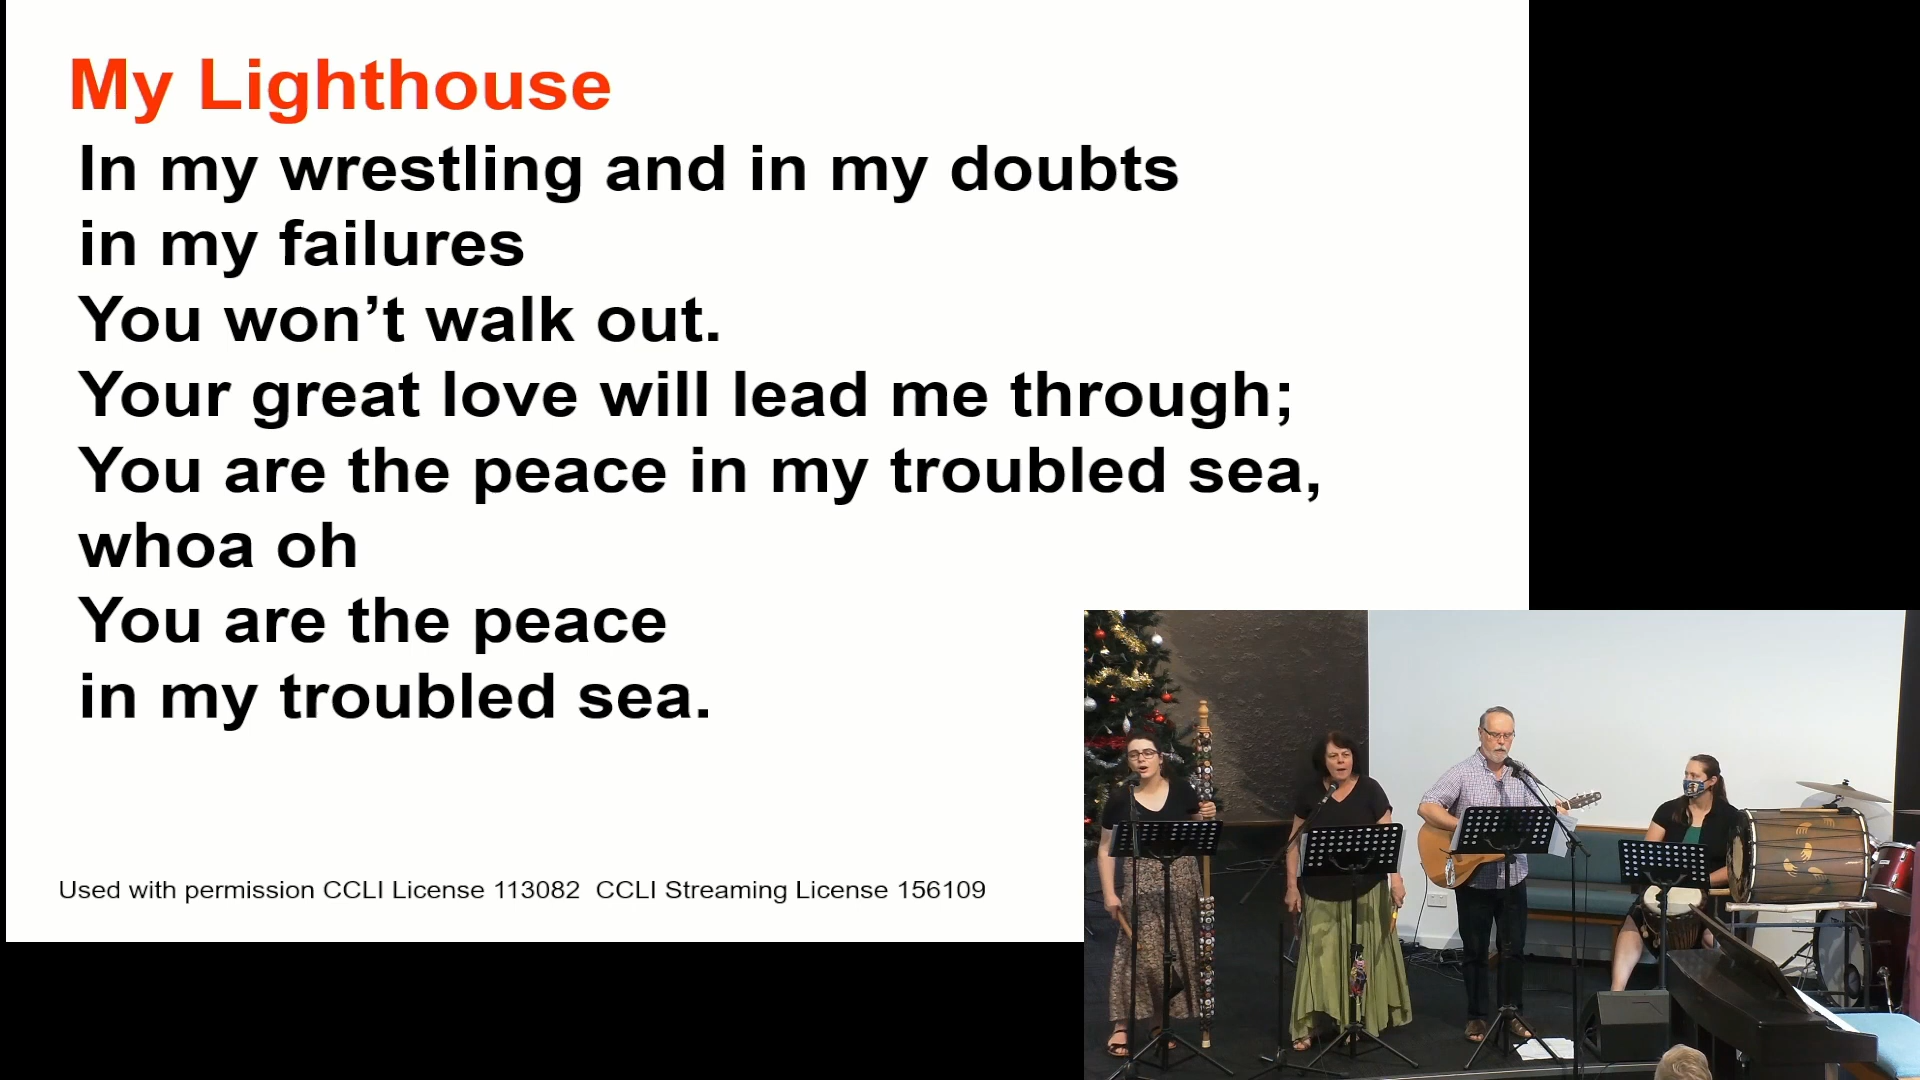 My Lighthouse
In my wrestling and in my doubts
in my failures
You won’t walk out.
Your great love will lead me through;
You are the peace in my troubled sea,
whoa oh
You are the peace
in my troubled sea.
Used with permission CCLI License 113082  CCLI Streaming License 156109